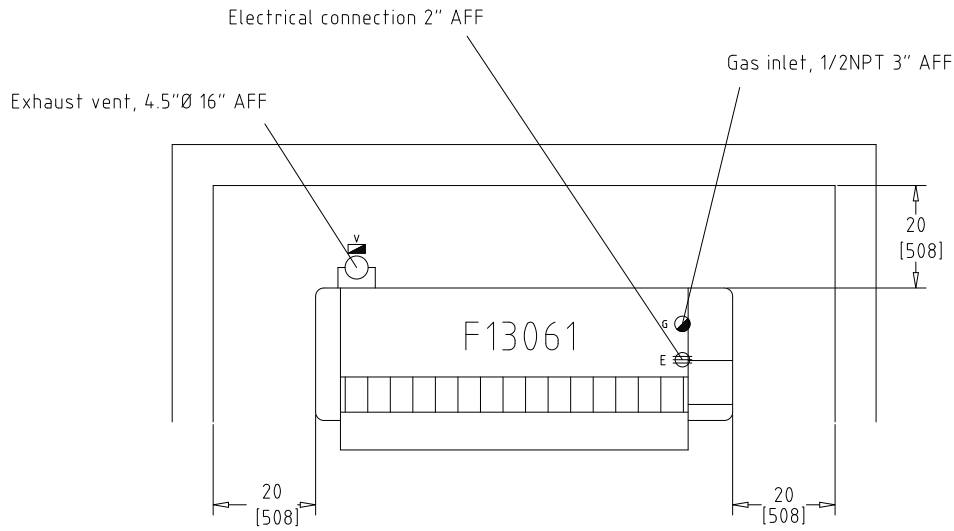 Electrical connection 2" AFF
Gas inlet, 1/2NPT 3" AFF
Exhaust vent, 4.5"Ø 16" AFF
20
[508]
V
G
F13061
E
20
[508]
20
[508]